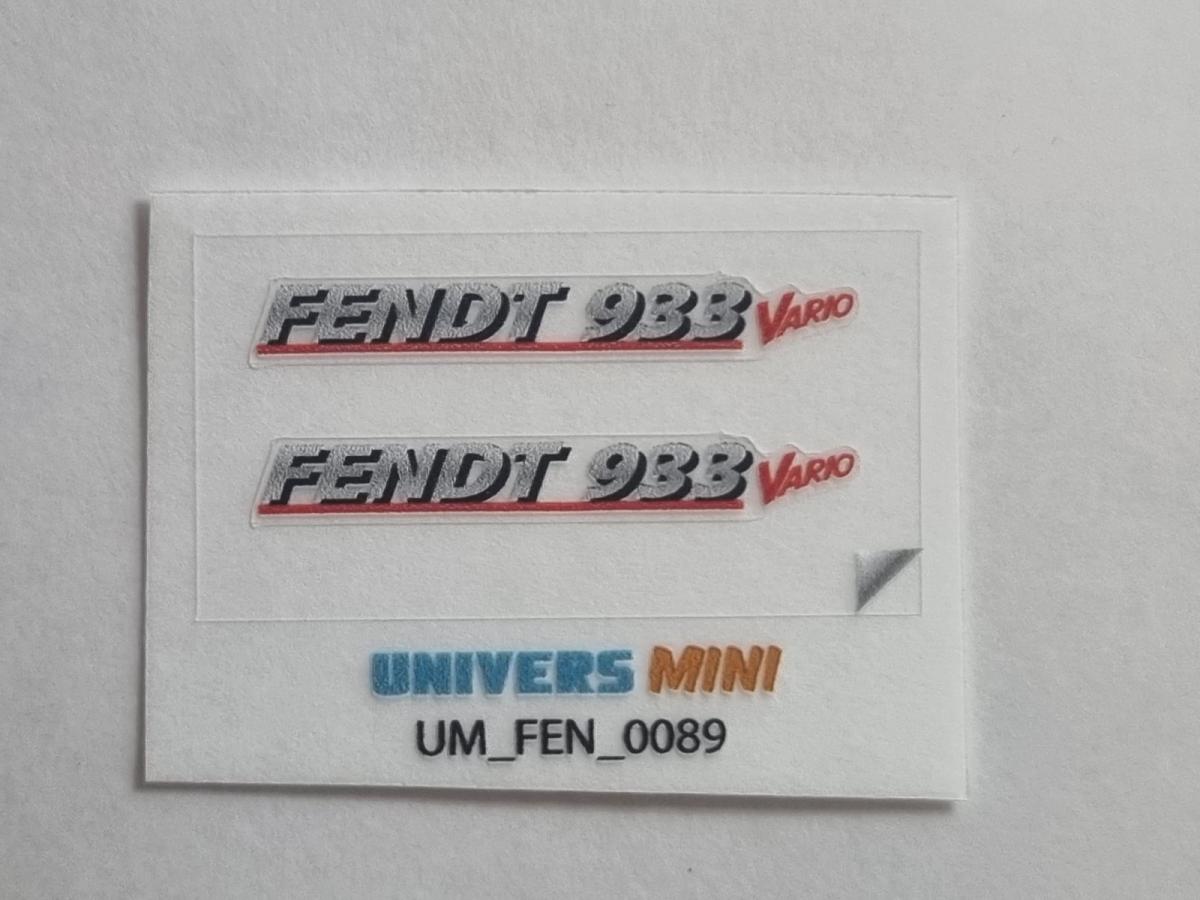 FENDT 933 VARIO
FENDT 933 VARIO
UNIVERS MINI
UM_FEN_0089